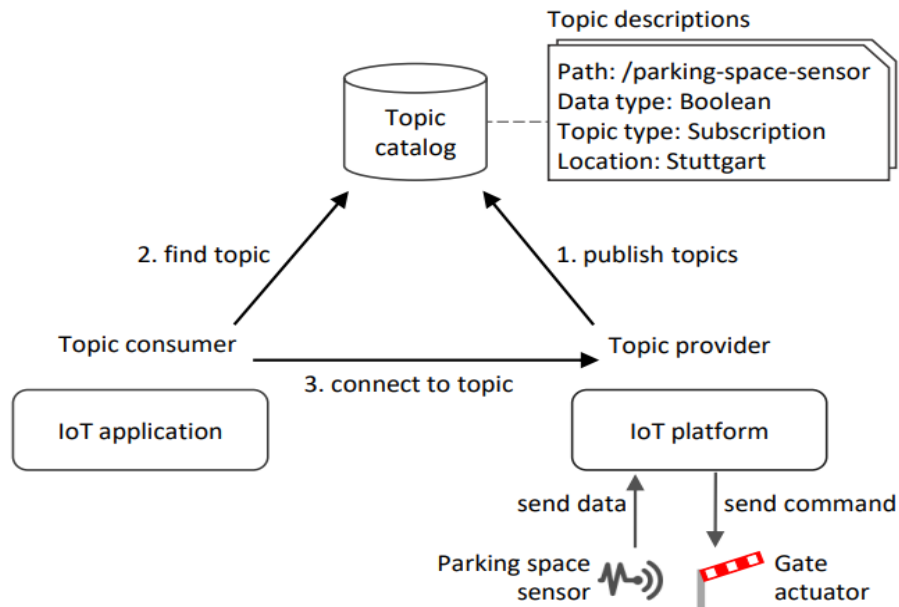 Topic descriptions
Path: /parking-space-sensor
Data type: Boolean
Topic type: Subscription
Location: Stuttgart
Topic
catalog
2. find topic
1. publish topics
Topic consumer
Topic provider
3. connect to topic
IoT application
IoT platform
send data
send command
Parking space
sensor
Gate
actuator